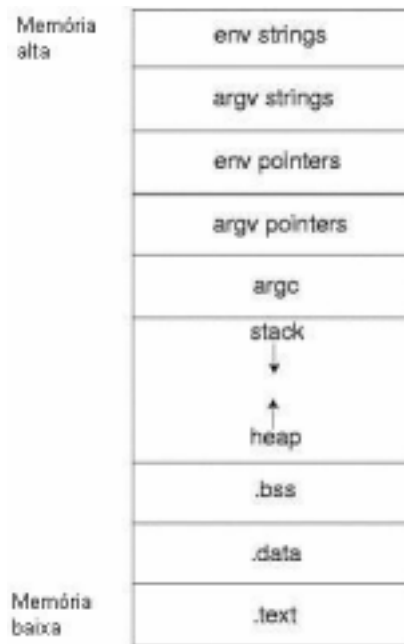 Memória
alta
env strings
argv strings
env pointers
argv pointers
argc
stack
heap
.bss
.data
Memória
baixa
.text